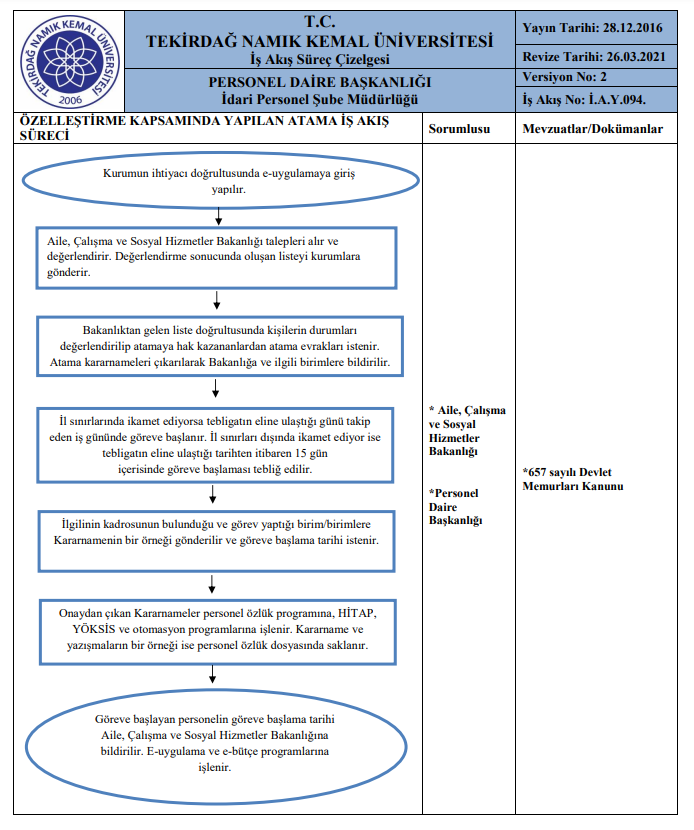 TEKİRDAĞ NAMIK KEMAL ÜNİVERSİTESİ
2006
T.C.
TEKİRDAĞ NAMIK KEMAL ÜNİVERSİTESİ
İş Akış Süreç Çizelgesi
PERSONEL DAİRE BAŞKANLIĞI
İdari Personel Şube Müdürlüğü
Yayın Tarihi: 28.12.2016
Revize Tarihi: 26.03.2021
Versiyon No: 2
İş Akış No: İ.A.Y.094.
ÖZELLEŞTİRME KAPSAMINDA YAPILAN ATAMA İŞ AKIŞ
SÜRECİ
Sorumlusu
Mevzuatlar/Dokümanlar
Kurumun ihtiyacı doğrultusunda e-uygulamaya giriş
yapılır.
Aile, Çalışma ve Sosyal Hizmetler Bakanlığı talepleri alır ve
değerlendirir. Değerlendirme sonucunda oluşan listeyi kurumlara
gönderir.
Bakanlıktan gelen liste doğrultusunda kişilerin durumları
değerlendirilip atamaya hak kazananlardan atama evrakları istenir.
Atama kararnameleri çıkarılarak Bakanlığa ve ilgili birimlere bildirilir.
İl sınırlarında ikamet ediyorsa tebligatın eline ulaştığı günü takip
eden iş gününde göreve başlanır. İl sınırları dışında ikamet ediyor ise
tebligatın eline ulaştığı tarihten itibaren 15 gün
içerisinde göreve başlaması tebliğ edilir.
İlgilinin kadrosunun bulunduğu ve görev yaptığı birim/birimlere
Kararnamenin bir örneği gönderilir ve göreve başlama tarihi istenir.
Onaydan çıkan Kararnameler personel özlük programına, HİTAP,
YÖKSİS ve otomasyon programlarına işlenir. Kararname ve
yazışmaların bir örneği ise personel özlük dosyasında saklanır.
Göreve başlayan personelin göreve başlama tarihi
Aile, Çalışma ve Sosyal Hizmetler Bakanlığına
bildirilir. E-uygulama ve e-bütçe programlarına
işlenir.
* Aile, Çalışma
ve Sosyal
Hizmetler
Bakanlığı
*Personel
Daire
Başkanlığı
*657 sayılı Devlet
Memurları Kanunu